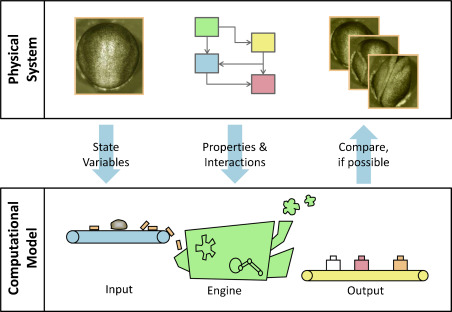 Physical
System
State
Variables
Properties &
Interactions
Compare,
if possible
Computational
Model
Input
Engine
Output